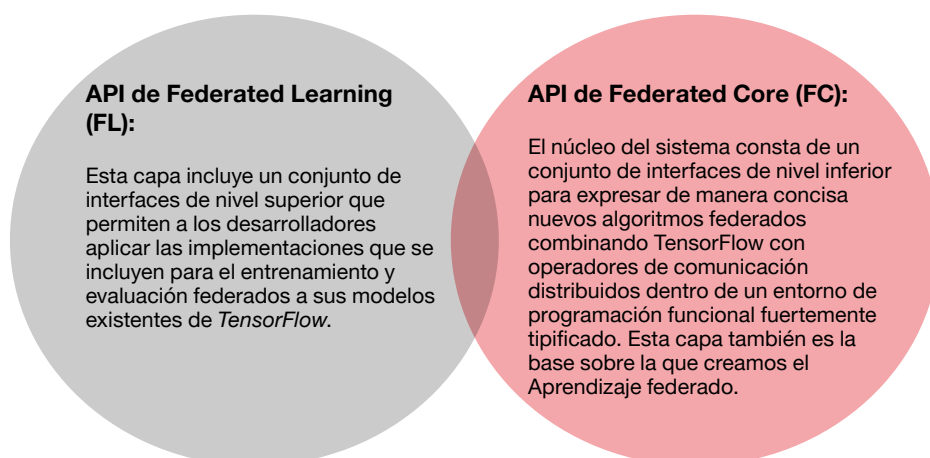 API de Federated Learning
(FL):
Esta capa incluye un conjunto de
interfaces de nivel superior que
permiten a los desarrolladores
aplicar las implementaciones que se
incluyen para el entrenamiento y
evaluación federados a sus modelos
existentes de TensorFlow.
API de Federated Core (FC):
El núcleo del sistema consta de un
conjunto de interfaces de nivel inferior
para expresar de manera concisa
nuevos algoritmos federados
combinando TensorFlow con
operadores de comunicación
distribuidos dentro de un entorno de
programación funcional fuertemente
tipificado. Esta capa también es la
base sobre la que creamos el
Aprendizaje federado.